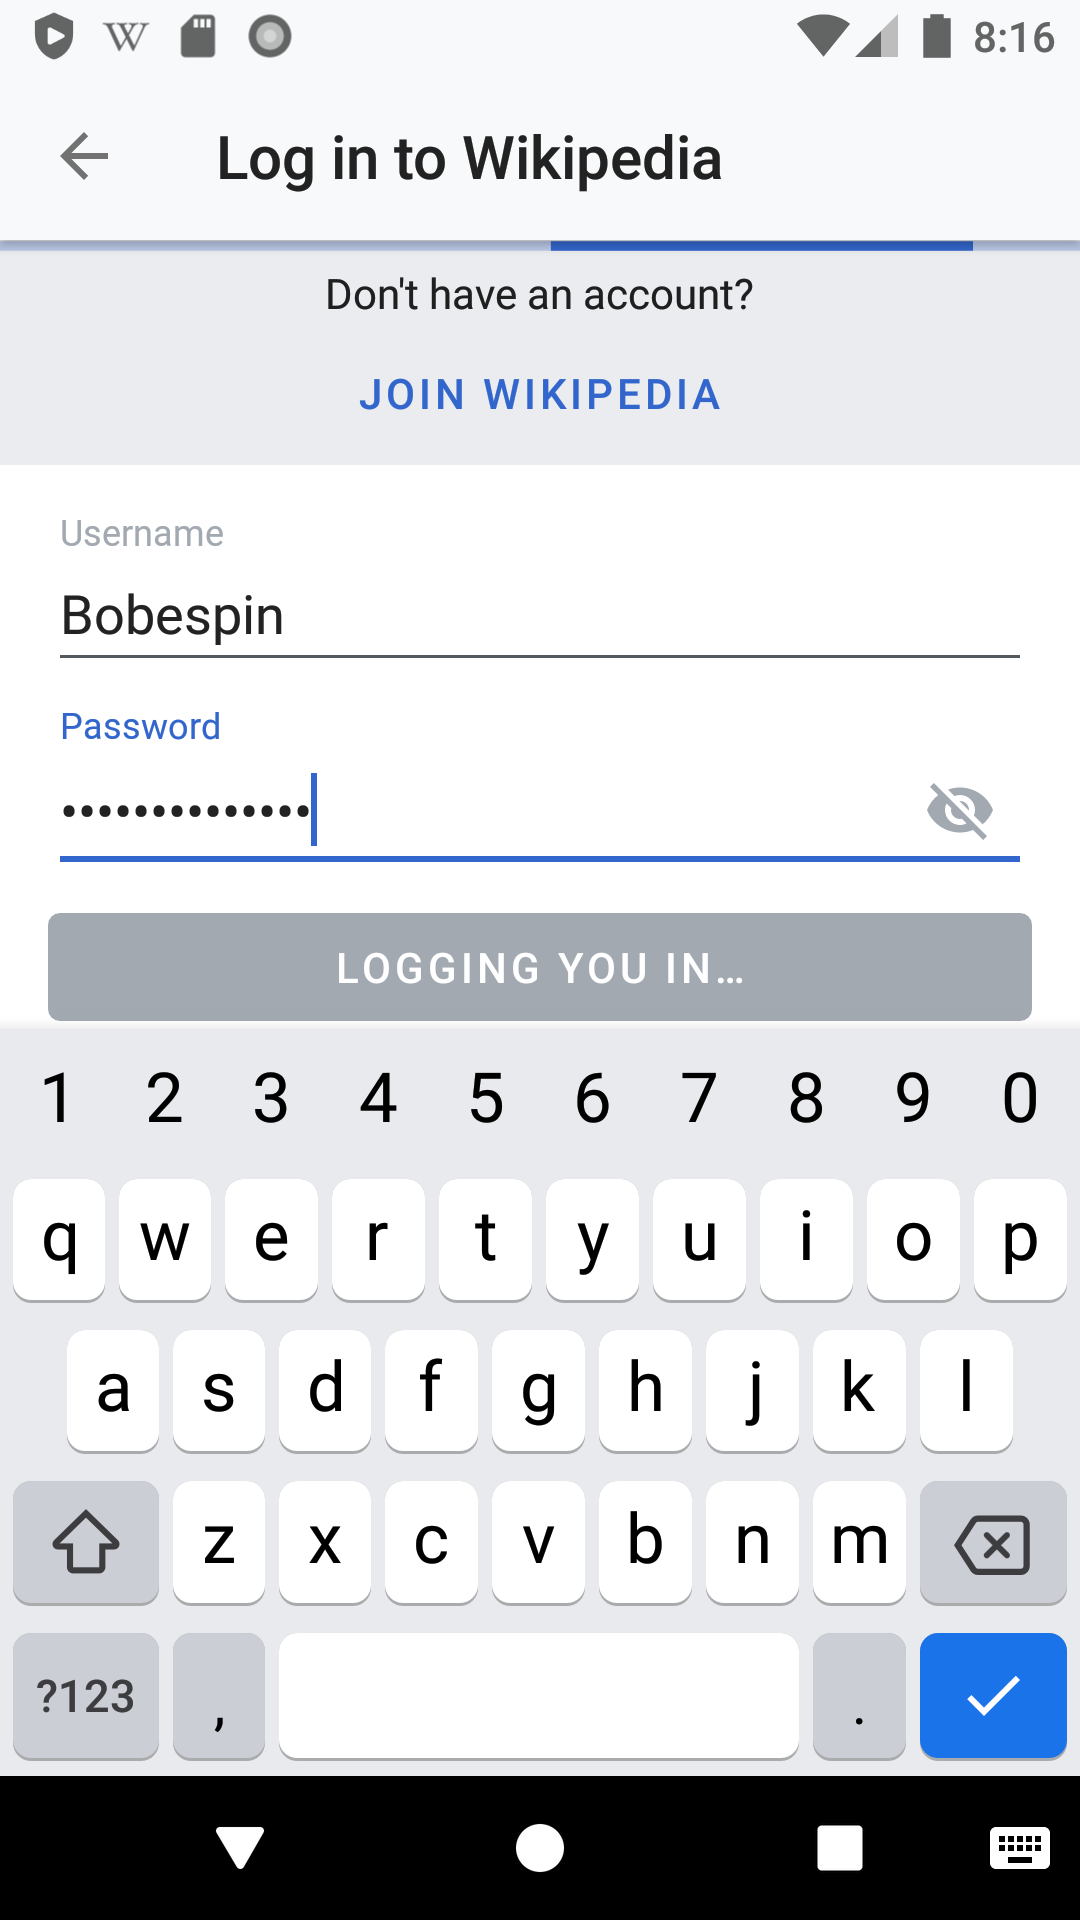 8:16
Log in to Wikipedia
Don't have an account?
JOIN WIKIPEDIA
Username
Bobespin
Password
••••••••••••••
LOGGING YOU IN…
1 2 3 4 5 6 7 8 9 0
q w e r t y u i o p
a s d f g h j k l
z x c v b n m
?123 , .